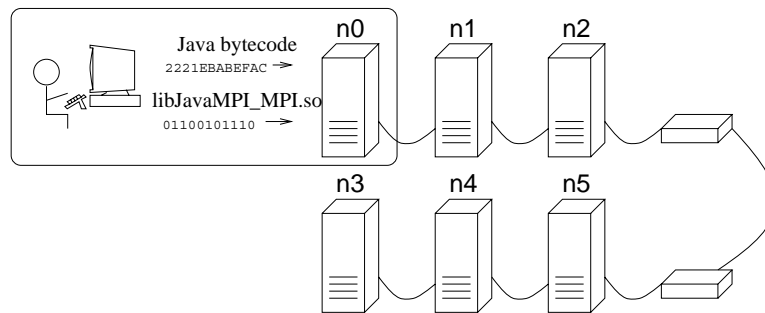 Java bytecode
2221EBABEFAC
libJavaMPI_MPI.so
01100101110
n0 n1 n2
n3 n4 n5